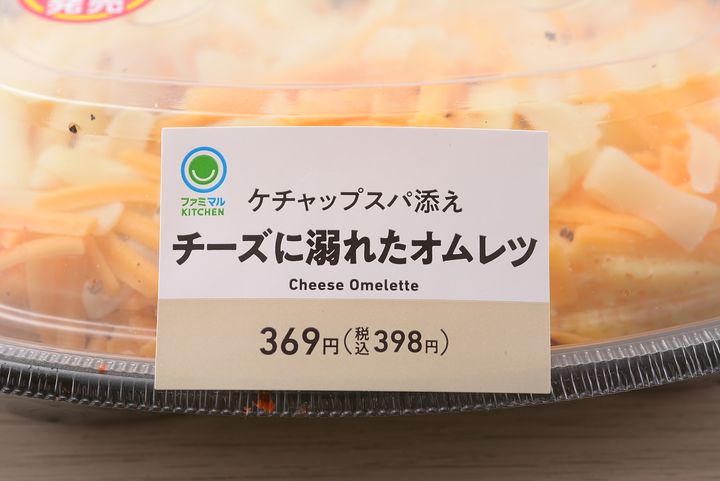 発売
ファミマル
KITCHEN
ケチャップスパ添え
チーズに溺れたオムレツ
Cheese Omelette
369円(税込398円)